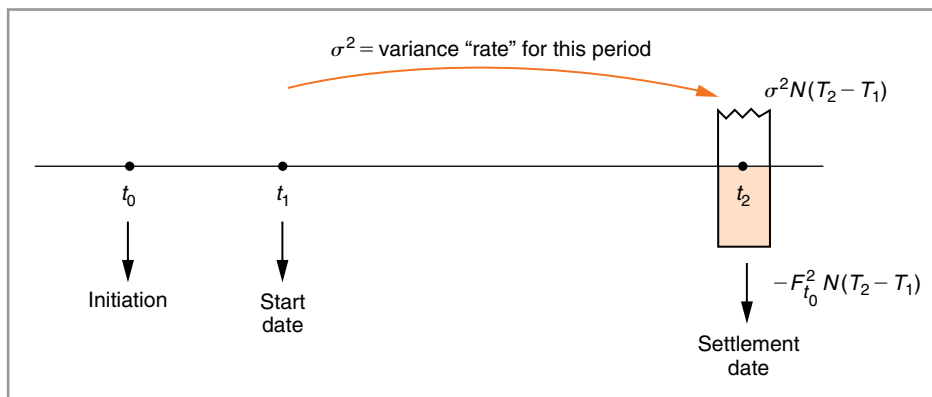 σ² = variance “rate” for this period
σ²N(T₂ − T₁)
t₀
t₁
t₂
Initiation
Start
date
−F²ₜ₀ N(T₂ − T₁)
Settlement
date